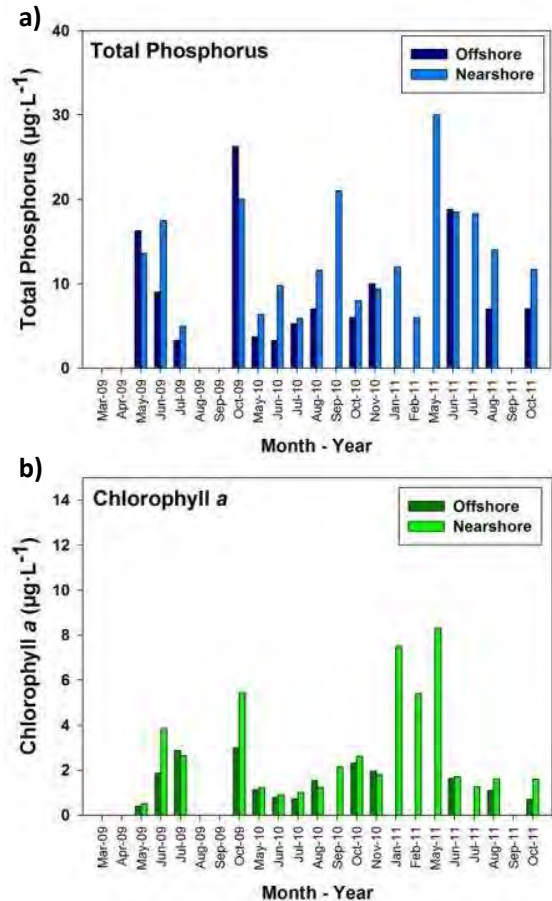 a)
Total Phosphorus
Offshore
Nearshore
Total Phosphorus (µg·L⁻¹)
40
30
20
10
0
Mar-09
Apr-09
May-09
Jun-09
Jul-09
Aug-09
Sep-09
Oct-09
May-10
Jun-10
Jul-10
Aug-10
Sep-10
Oct-10
Nov-10
Jan-11
Feb-11
May-11
Jun-11
Jul-11
Aug-11
Sep-11
Oct-11
Month - Year
b)
Chlorophyll a
Offshore
Nearshore
Chlorophyll a (µg·L⁻¹)
14
12
10
8
6
4
2
0
Mar-09
Apr-09
May-09
Jun-09
Jul-09
Aug-09
Sep-09
Oct-09
May-10
Jun-10
Jul-10
Aug-10
Sep-10
Oct-10
Nov-10
Jan-11
Feb-11
May-11
Jun-11
Jul-11
Aug-11
Sep-11
Oct-11
Month - Year